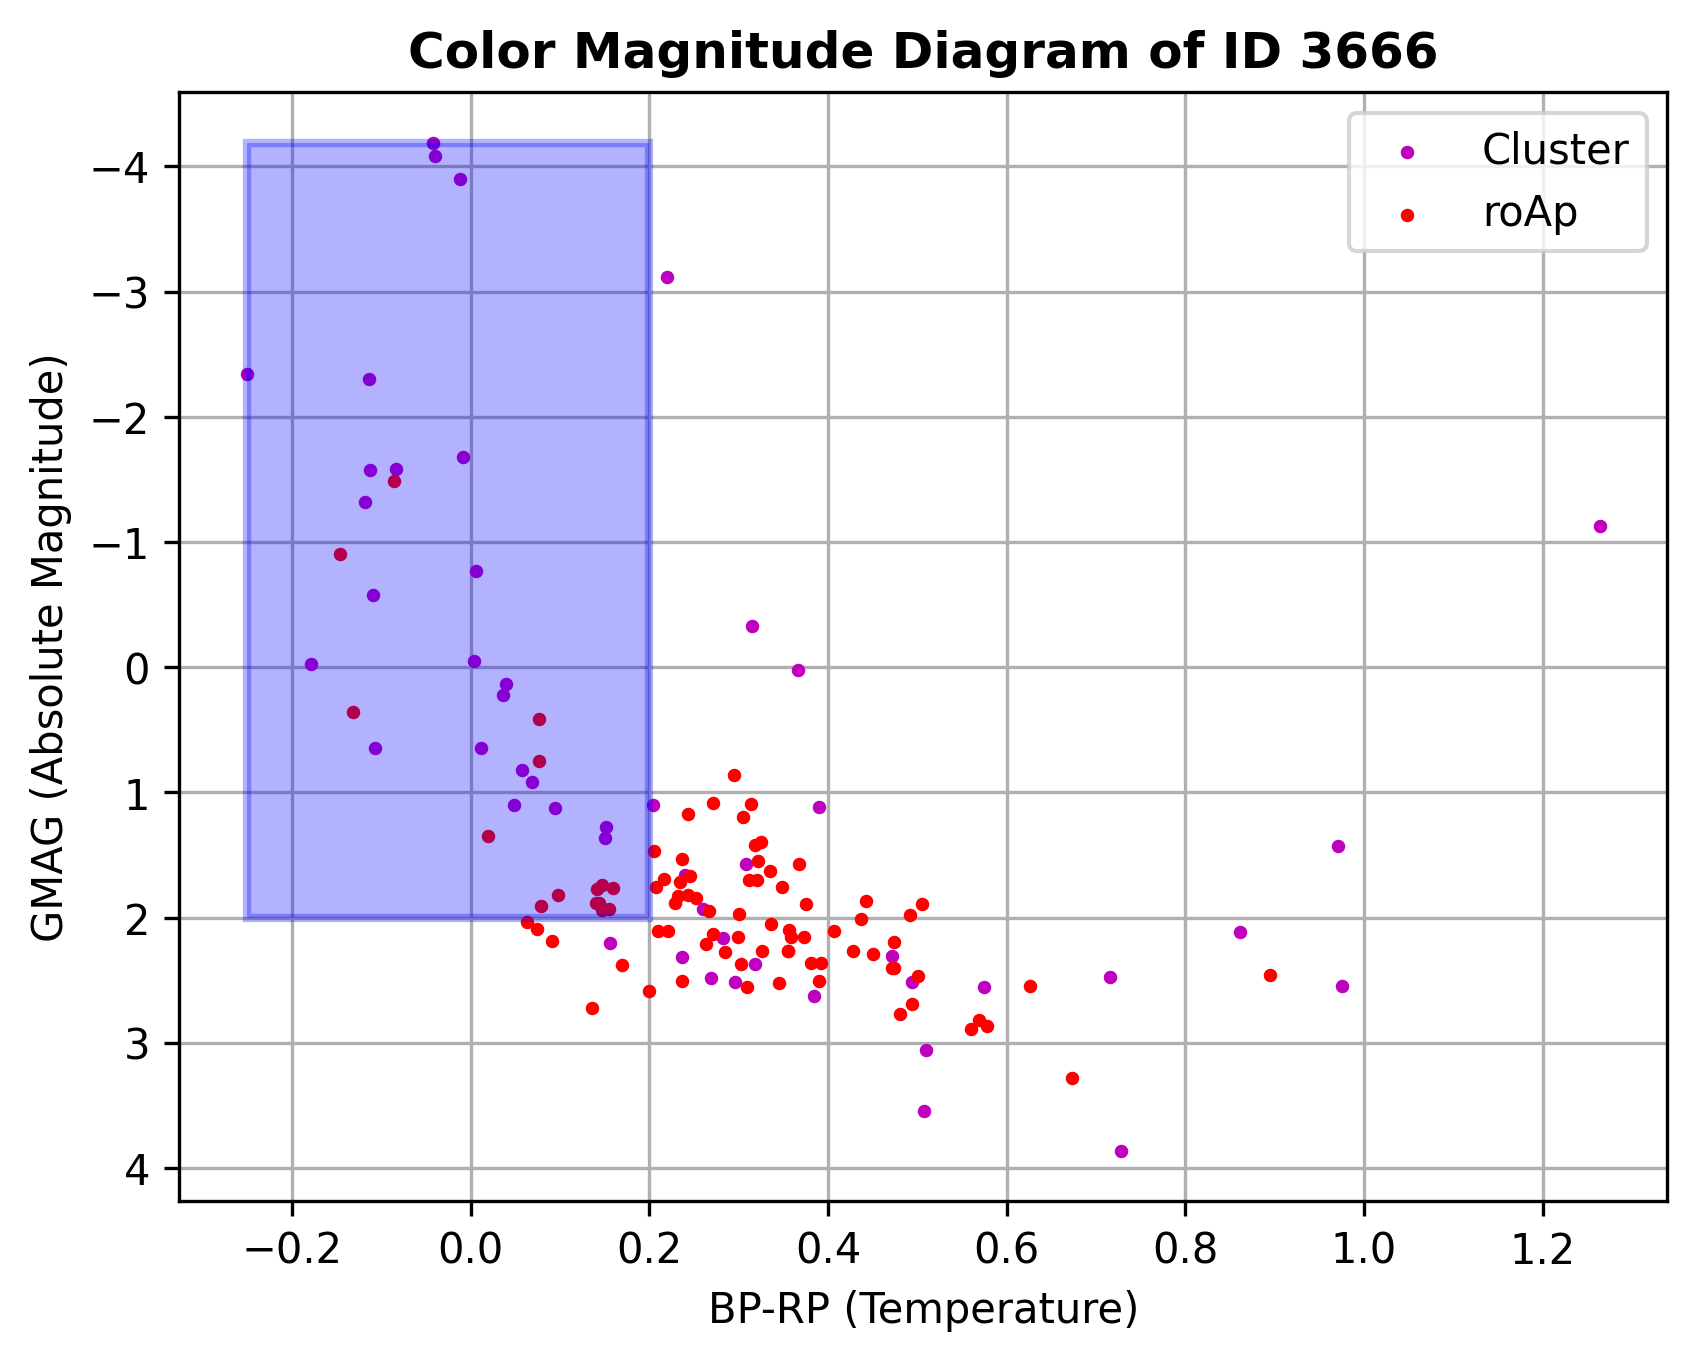 Color Magnitude Diagram of ID 3666
Cluster
roAp
GMAG (Absolute Magnitude)
−4
−3
−2
−1
0
1
2
3
4
−0.2 0.0 0.2 0.4 0.6 0.8 1.0 1.2
BP-RP (Temperature)